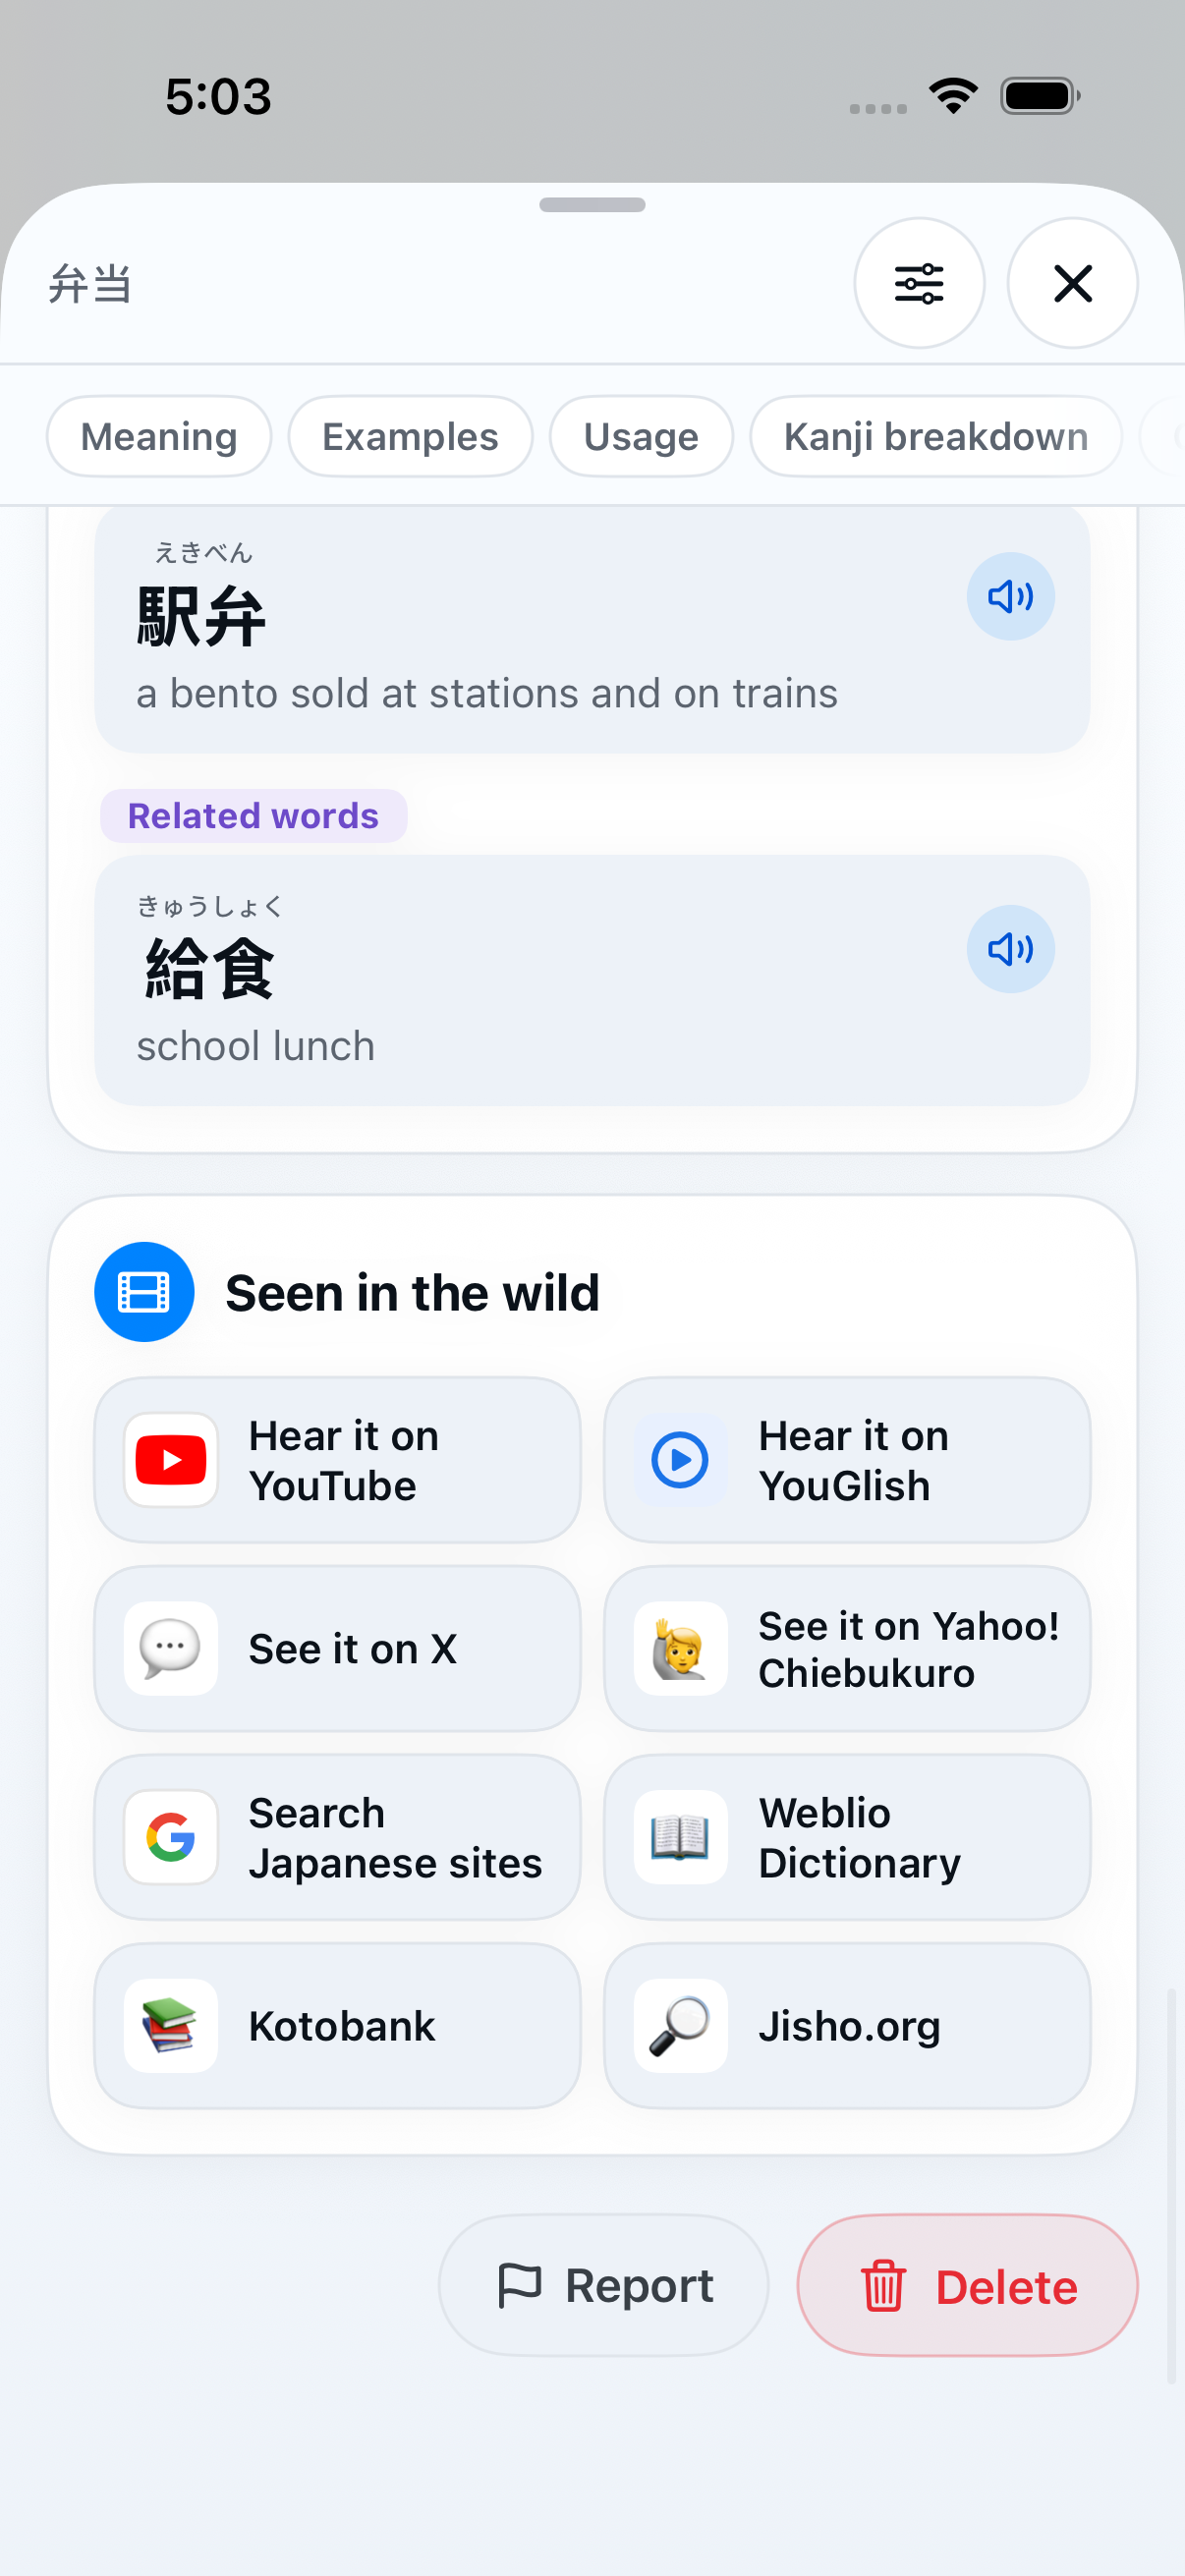 5:03
弁当
Meaning
Examples
Usage
Kanji breakdown
えきべん
駅弁
a bento sold at stations and on trains
Related words
きゅうしょく
給食
school lunch
Seen in the wild
Hear it on
YouTube
Hear it on
YouGlish
See it on X
See it on Yahoo!
Chiebukuro
Search
Japanese sites
Weblio
Dictionary
Kotobank
Jisho.org
Report
Delete